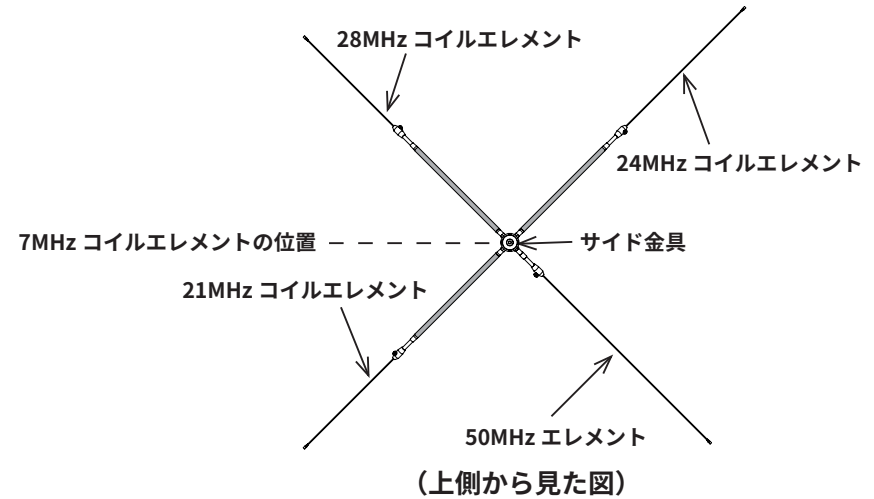 28MHz コイルエレメント
24MHz コイルエレメント
7MHz コイルエレメントの位置
サイド金具
21MHz コイルエレメント
50MHz エレメント
（上側から見た図）